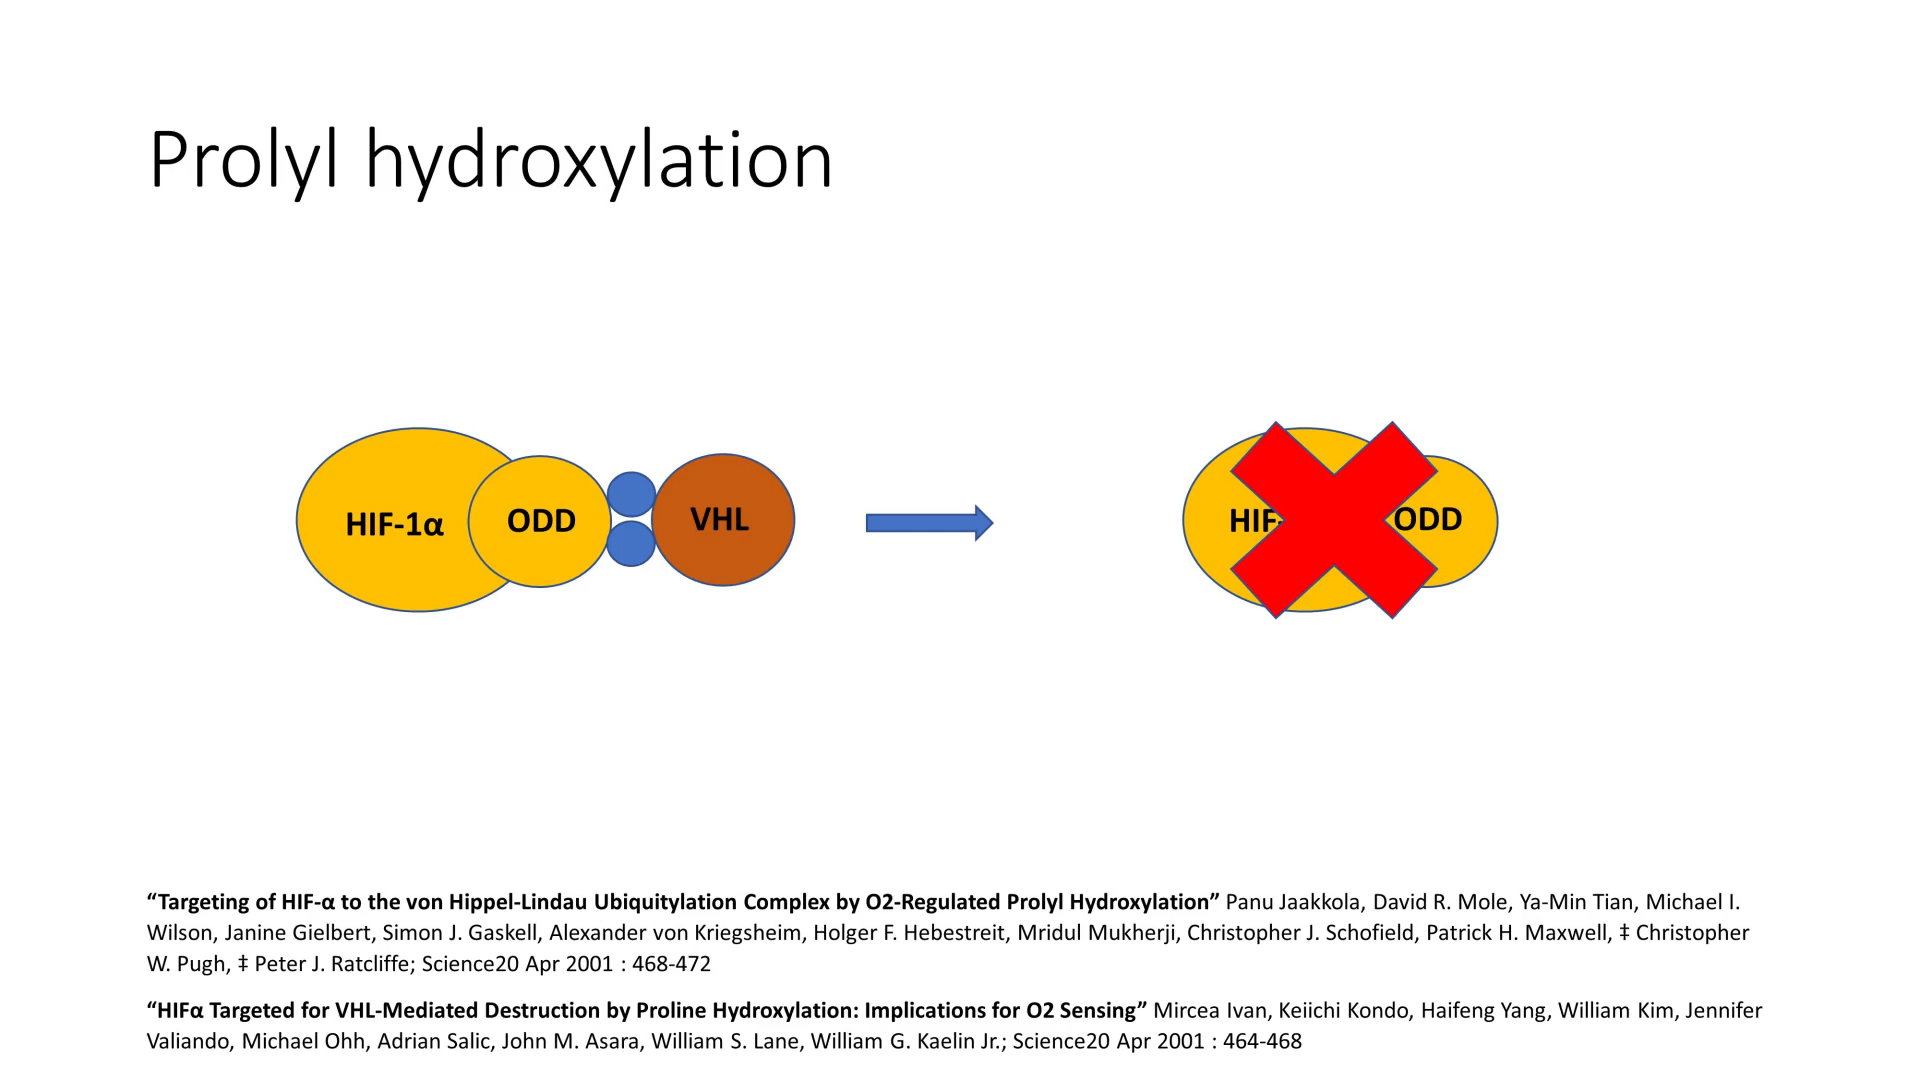 Prolyl hydroxylation
HIF-1α
ODD
VHL
HIF-
ODD
“Targeting of HIF-α to the von Hippel-Lindau Ubiquitylation Complex by O2-Regulated Prolyl Hydroxylation” Panu Jaakkola, David R. Mole, Ya-Min Tian, Michael I.
Wilson, Janine Gielbert, Simon J. Gaskell, Alexander von Kriegsheim, Holger F. Hebestreit, Mridul Mukherji, Christopher J. Schofield, Patrick H. Maxwell, ‡ Christopher
W. Pugh, ‡ Peter J. Ratcliffe; Science20 Apr 2001 : 468-472
“HIFα Targeted for VHL-Mediated Destruction by Proline Hydroxylation: Implications for O2 Sensing” Mircea Ivan, Keiichi Kondo, Haifeng Yang, William Kim, Jennifer
Valiando, Michael Ohh, Adrian Salic, John M. Asara, William S. Lane, William G. Kaelin Jr.; Science20 Apr 2001 : 464-468